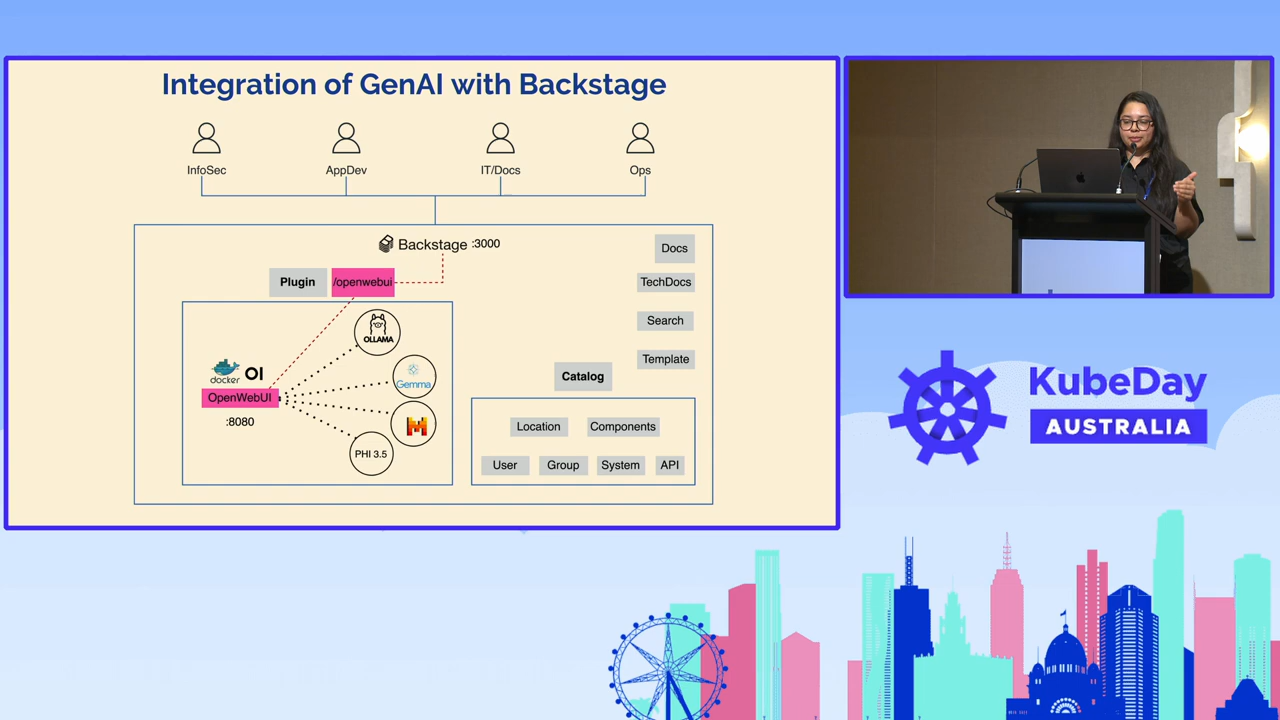 Integration of GenAI with Backstage
InfoSec
AppDev
IT/Docs
Ops
Backstage :3000
Plugin
/openwebui
OLLAMA
docker
OI
OpenWebUI
:8080
Gemma
PHI 3.5
Docs
TechDocs
Search
Template
Catalog
Location
Components
User
Group
System
API
KubeDay
AUSTRALIA